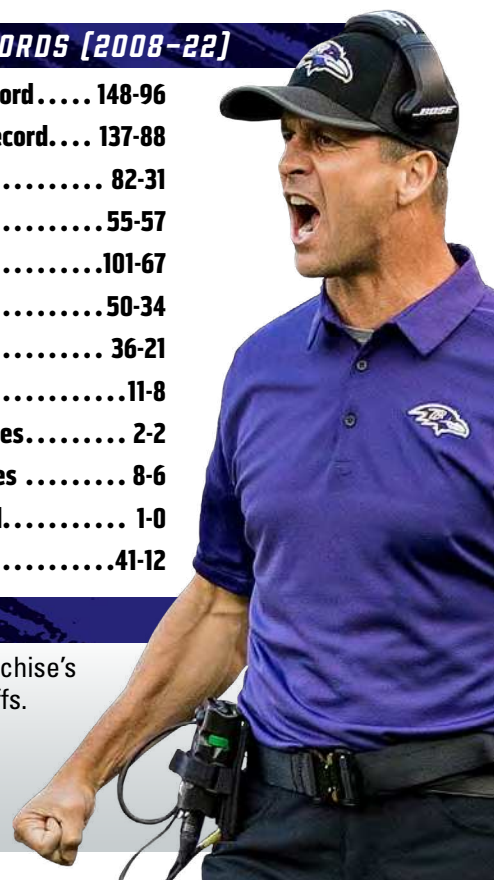 ORDS (2008–22)
ord..... 148-96
ecord.... 137-88
.......... 82-31
.......... 55-57
..........101-67
..........50-34
.......... 36-21
............11-8
es......... 2-2
es ......... 8-6
d.......... 1-0
...........41-12
chise's
ffs.
BOSE
B